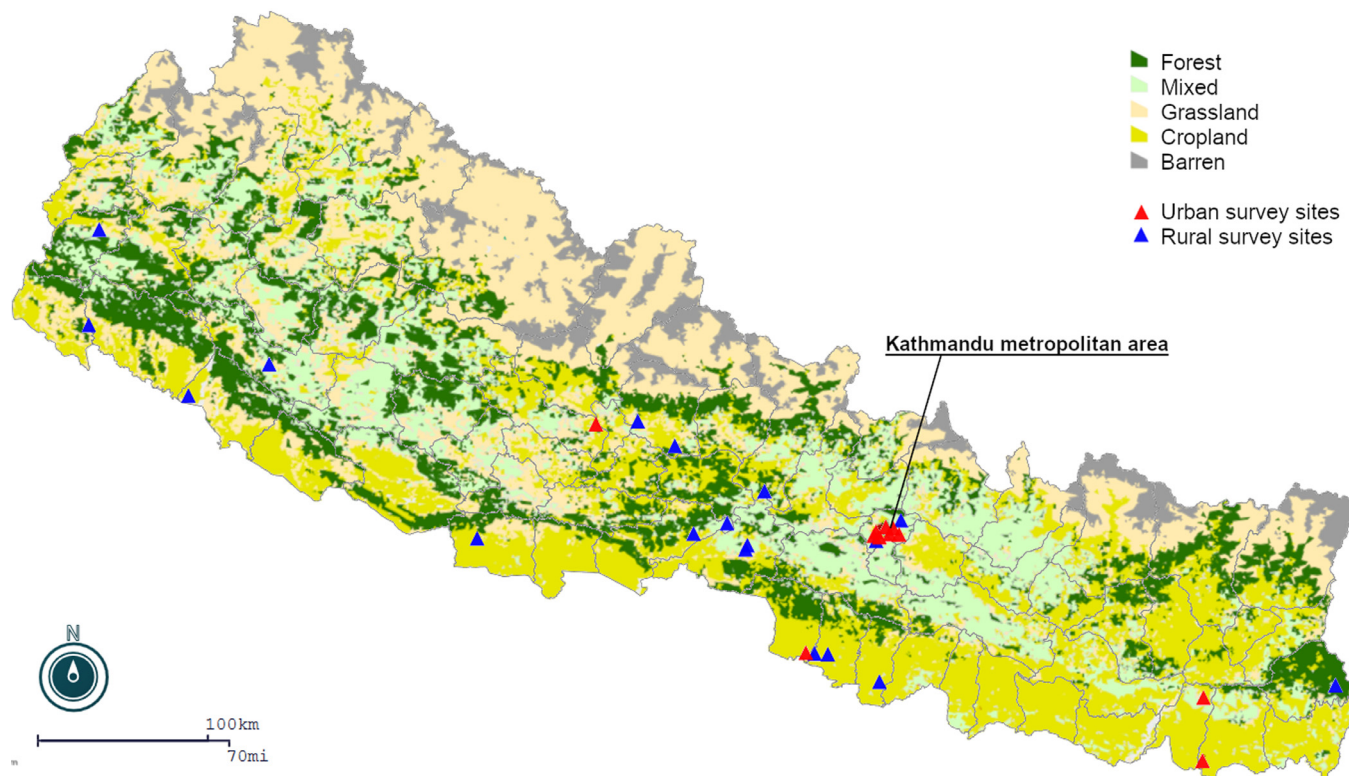 Forest
Mixed
Grassland
Cropland
Barren
Urban survey sites
Rural survey sites
Kathmandu metropolitan area
N
100km
70mi
m